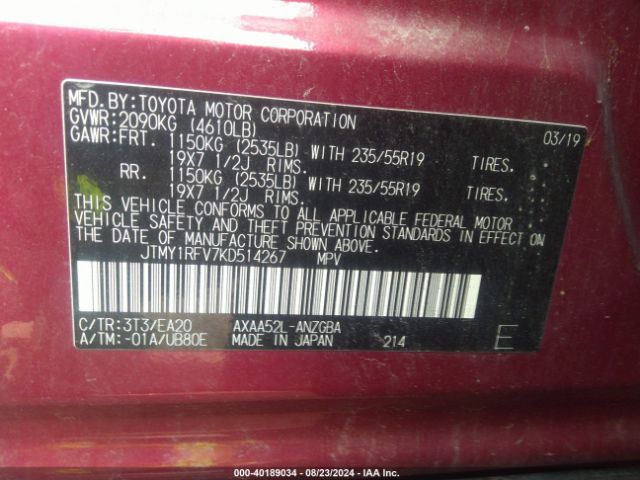 MFD. BY: TOYOTA MOTOR CORPORATION 03/19
GVWR: 2090KG (4610LB)
GAWR: FRT. 1150KG (2535LB) WITH 235/55R19 TIRES.
19X7 1/2J RIMS.
RR. 1150KG (2535LB) WITH 235/55R19 TIRES.
19X7 1/2J RIMS.
THIS VEHICLE CONFORMS TO ALL APPLICABLE FEDERAL MOTOR
VEHICLE SAFETY AND THEFT PREVENTION STANDARDS IN EFFECT ON
THE DATE OF MANUFACTURE SHOWN ABOVE.
JTMY1RFV7KD514267 MPV
C/TR: 3T3/EA20 AXAA52L-ANZGBA
A/TM: -01A/UB80E MADE IN JAPAN 214 E
000-40189034 - 08/23/2024 - IAA Inc.